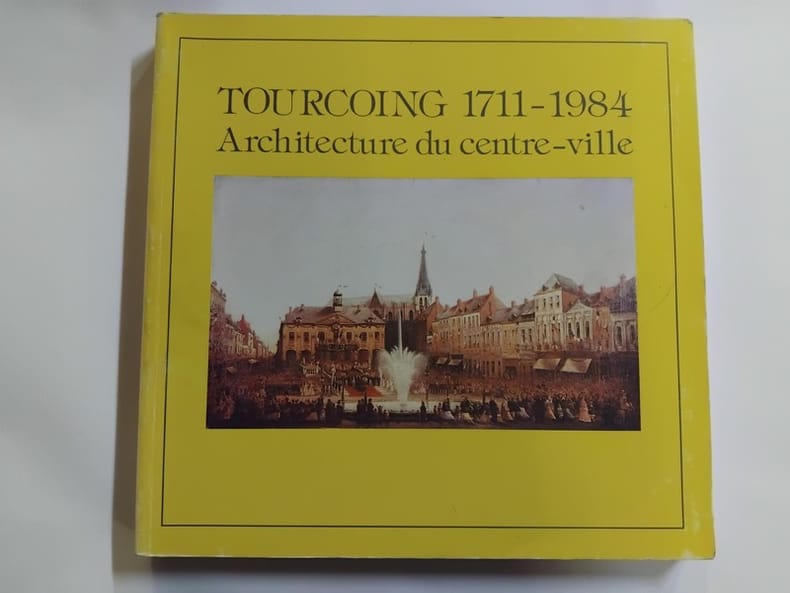 TOURCOING 1711-1984
Architecture du centre-ville